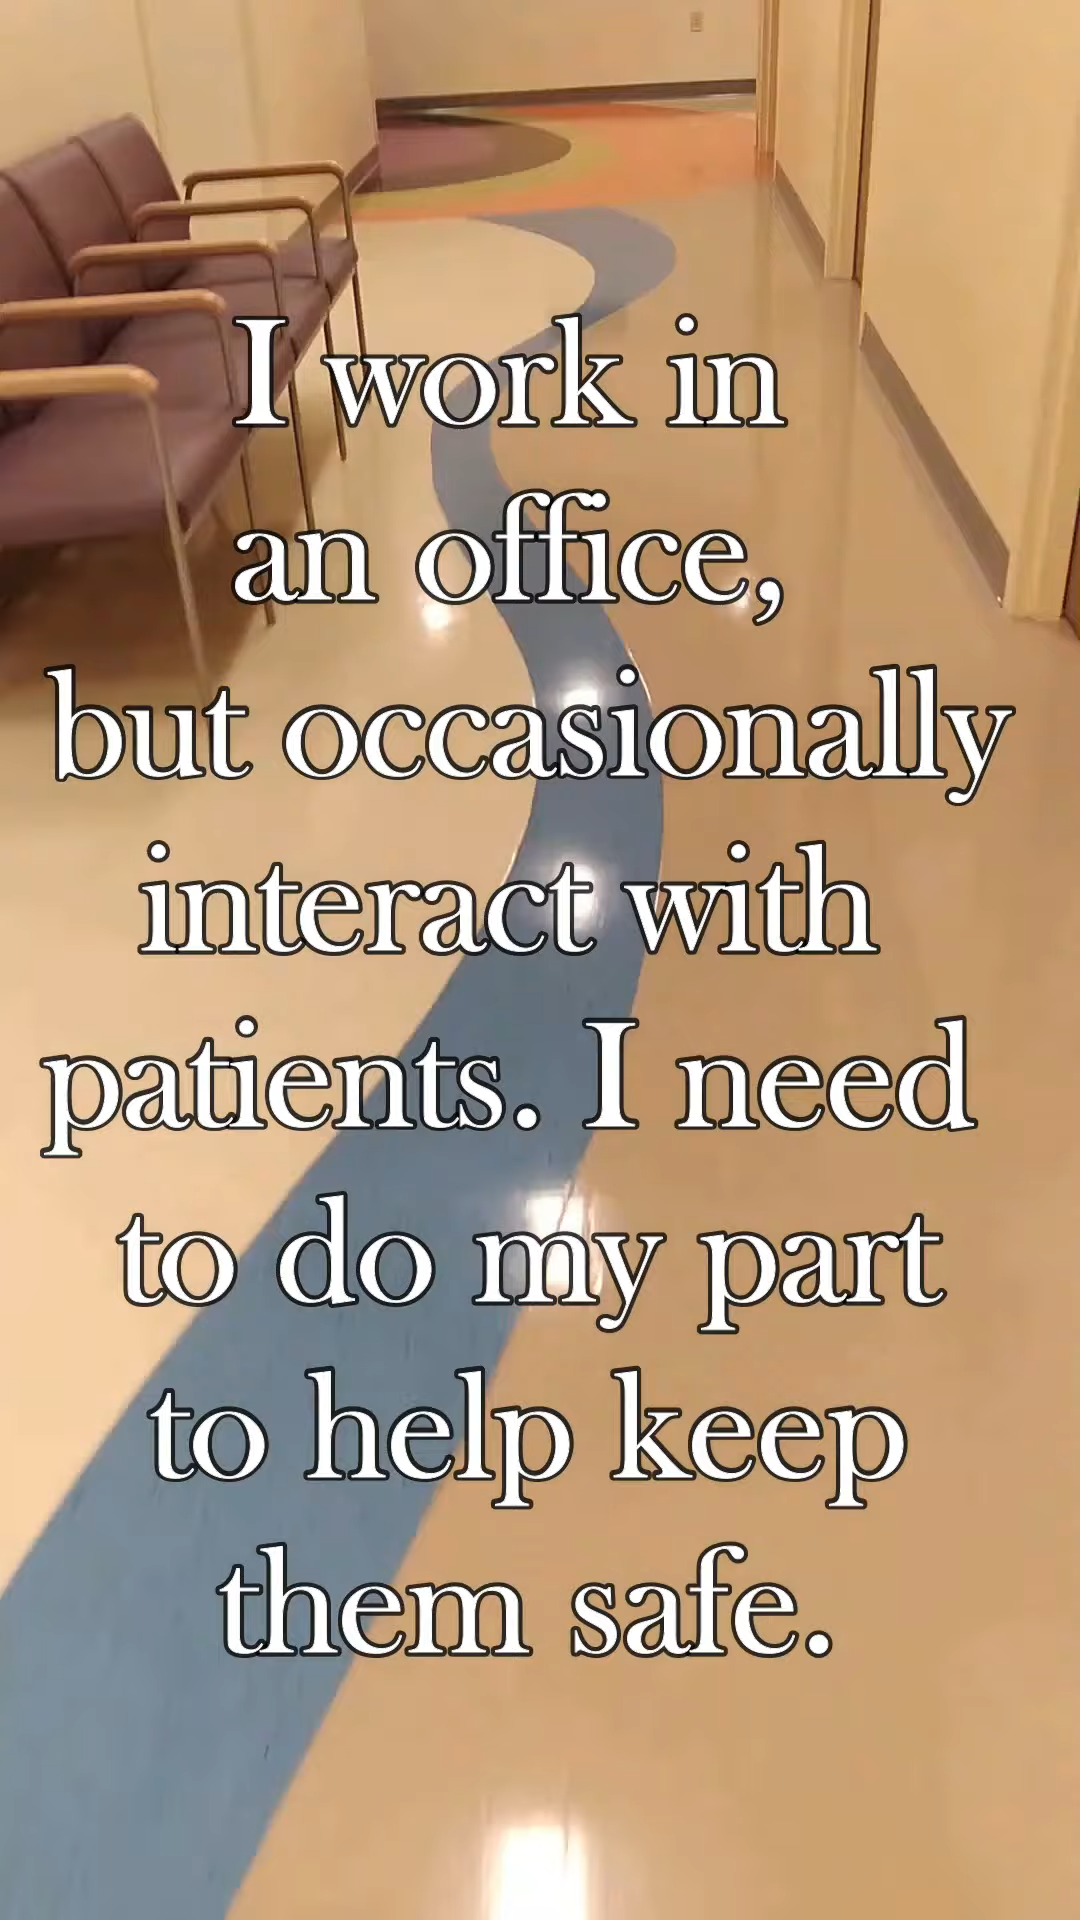 I work in
an office,
but occasionally
interact with
patients. I need
to do my part
to help keep
them safe.